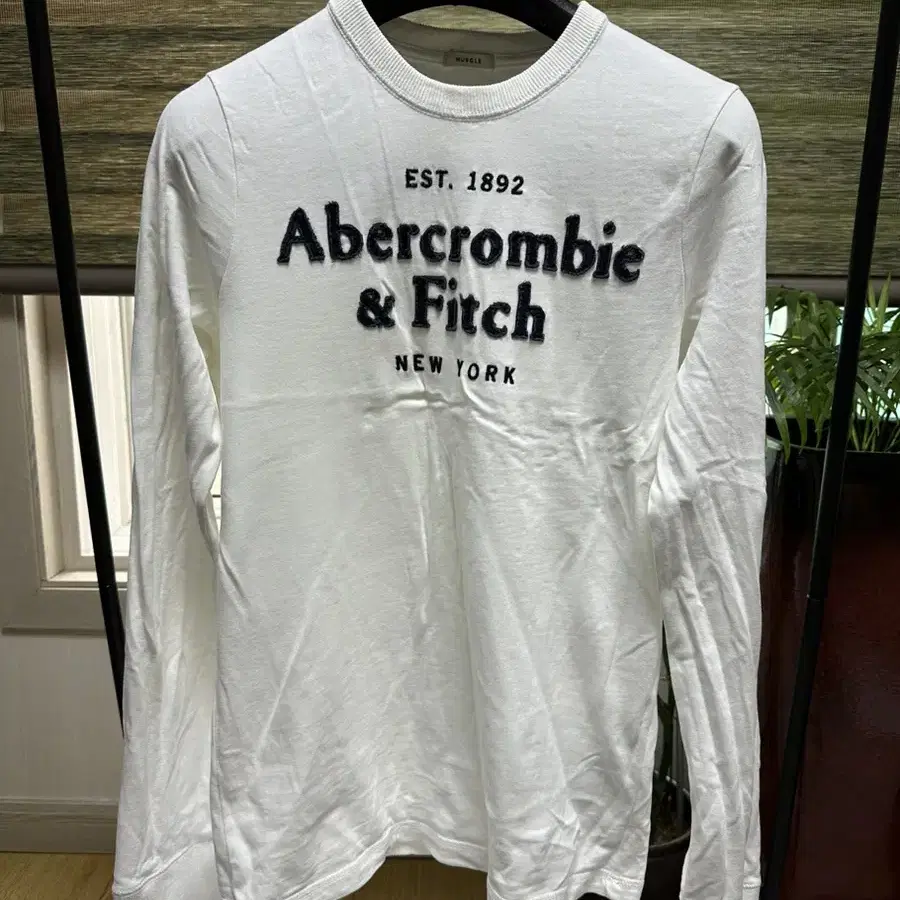 MUSCLE
EST. 1892
Abercrombie
& Fitch
NEW YORK